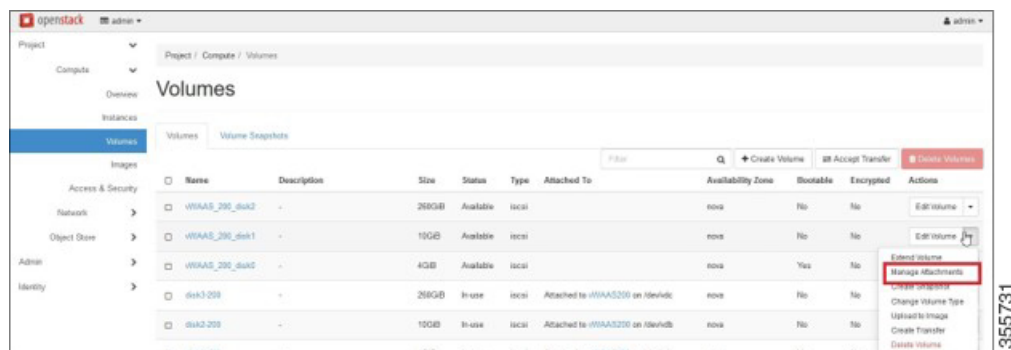 openstack admin
admin
Project
Project / Compute / Volumes
Compute
Overview
Volumes
Instances
Volumes
Volumes Volume Snapshots
Images
Filter + Create Volume Accept Transfer Delete Volumes
Access & Security
Name Description Size Status Type Attached To Availability Zone Bootable Encrypted Actions
Network
vWAAS_200_disk2 - 260GiB Available iscsi nova No No Edit Volume
Object Store
vWAAS_200_disk1 - 10GiB Available iscsi nova No No Edit Volume
Admin
vWAAS_200_disk0 - 4GiB Available iscsi nova Yes No
Extend Volume
Manage Attachments
Create Snapshot
Identity
disk3-200 - 260GiB In-use iscsi Attached to vWAAS200 on /dev/vdc nova No No
Change Volume Type
Upload to Image
disk2-200 - 10GiB In-use iscsi Attached to vWAAS200 on /dev/vdb nova No No
Create Transfer
Delete Volume
355731